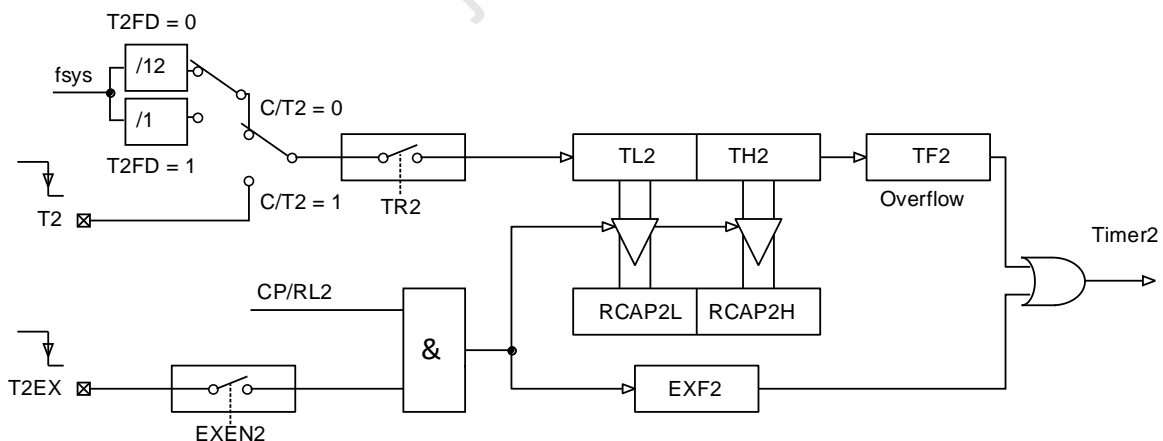 T2FD = 0
/12
fsys
C/T2 = 0
/1
T2FD = 1
TL2
TH2
TF2
T2
C/T2 = 1
TR2
Overflow
Timer2
CP/RL2
RCAP2L
RCAP2H
&
T2EX
EXF2
EXEN2